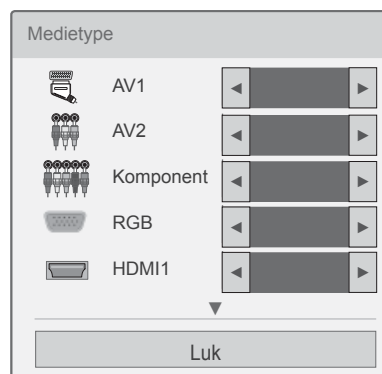 Medietype
AV1
AV2
Komponent
RGB
HDMI1
Luk